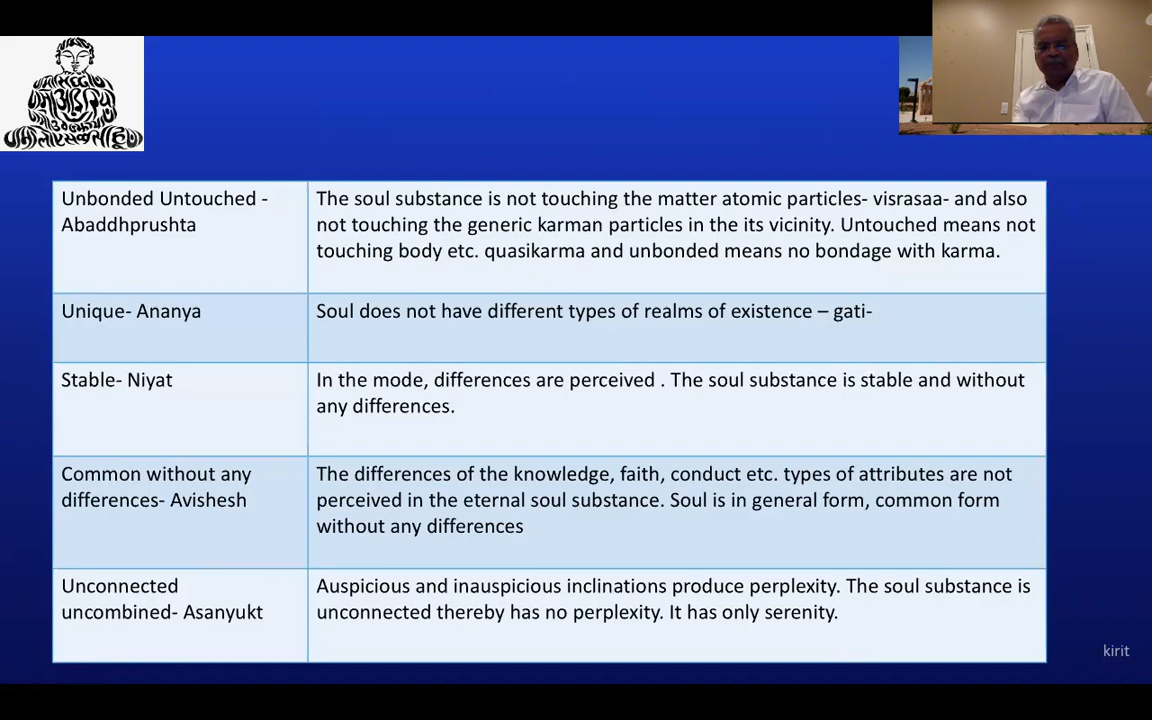 Unbonded Untouched -
Abaddhprushta
The soul substance is not touching the matter atomic particles- visrasaa- and also
not touching the generic karman particles in the its vicinity. Untouched means not
touching body etc. quasikarma and unbonded means no bondage with karma.
Unique- Ananya
Soul does not have different types of realms of existence – gati-
Stable- Niyat
In the mode, differences are perceived . The soul substance is stable and without
any differences.
Common without any
differences- Avishesh
The differences of the knowledge, faith, conduct etc. types of attributes are not
perceived in the eternal soul substance. Soul is in general form, common form
without any differences
Unconnected
uncombined- Asanyukt
Auspicious and inauspicious inclinations produce perplexity. The soul substance is
unconnected thereby has no perplexity. It has only serenity.
kirit